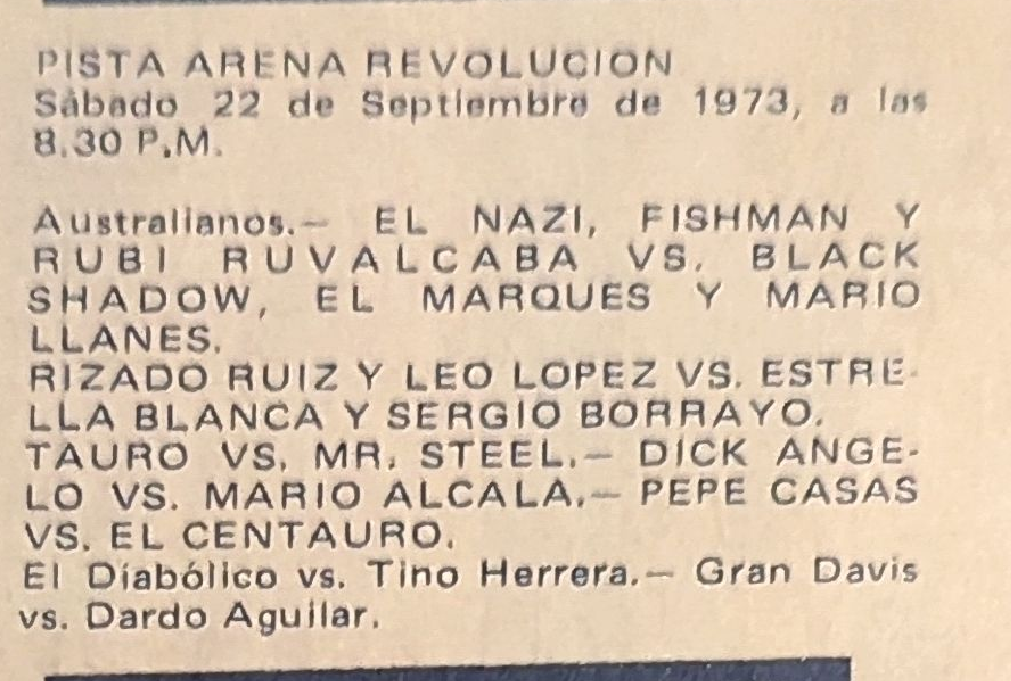 PISTA ARENA REVOLUCION
Sábado 22 de Septiembre de 1973, a las
8.30 P.M.
Australianos.— EL NAZI, FISHMAN Y
RUBI RUVALCABA VS. BLACK
SHADOW, EL MARQUES Y MARIO
LLANES.
RIZADO RUIZ Y LEO LOPEZ VS. ESTRE-
LLA BLANCA Y SERGIO BORRAYO.
TAURO VS. MR. STEEL.— DICK ANGE-
LO VS. MARIO ALCALA.— PEPE CASAS
VS. EL CENTAURO.
El Diabólico vs. Tino Herrera.— Gran Davis
vs. Dardo Aguilar.